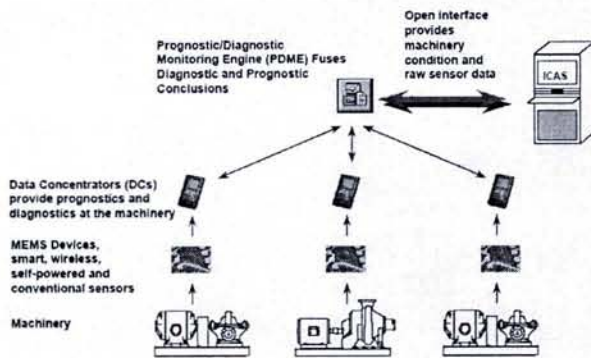 Prognostic/Diagnostic
Monitoring Engine (PDME) Fuses
Diagnostic and Prognostic
Conclusions
Open interface
provides
machinery
condition and
raw sensor data
ICAS
Data Concentrators (DCs)
provide prognostics and
diagnostics at the machinery
MEMS Devices,
smart, wireless,
self-powered and
conventional sensors
Machinery